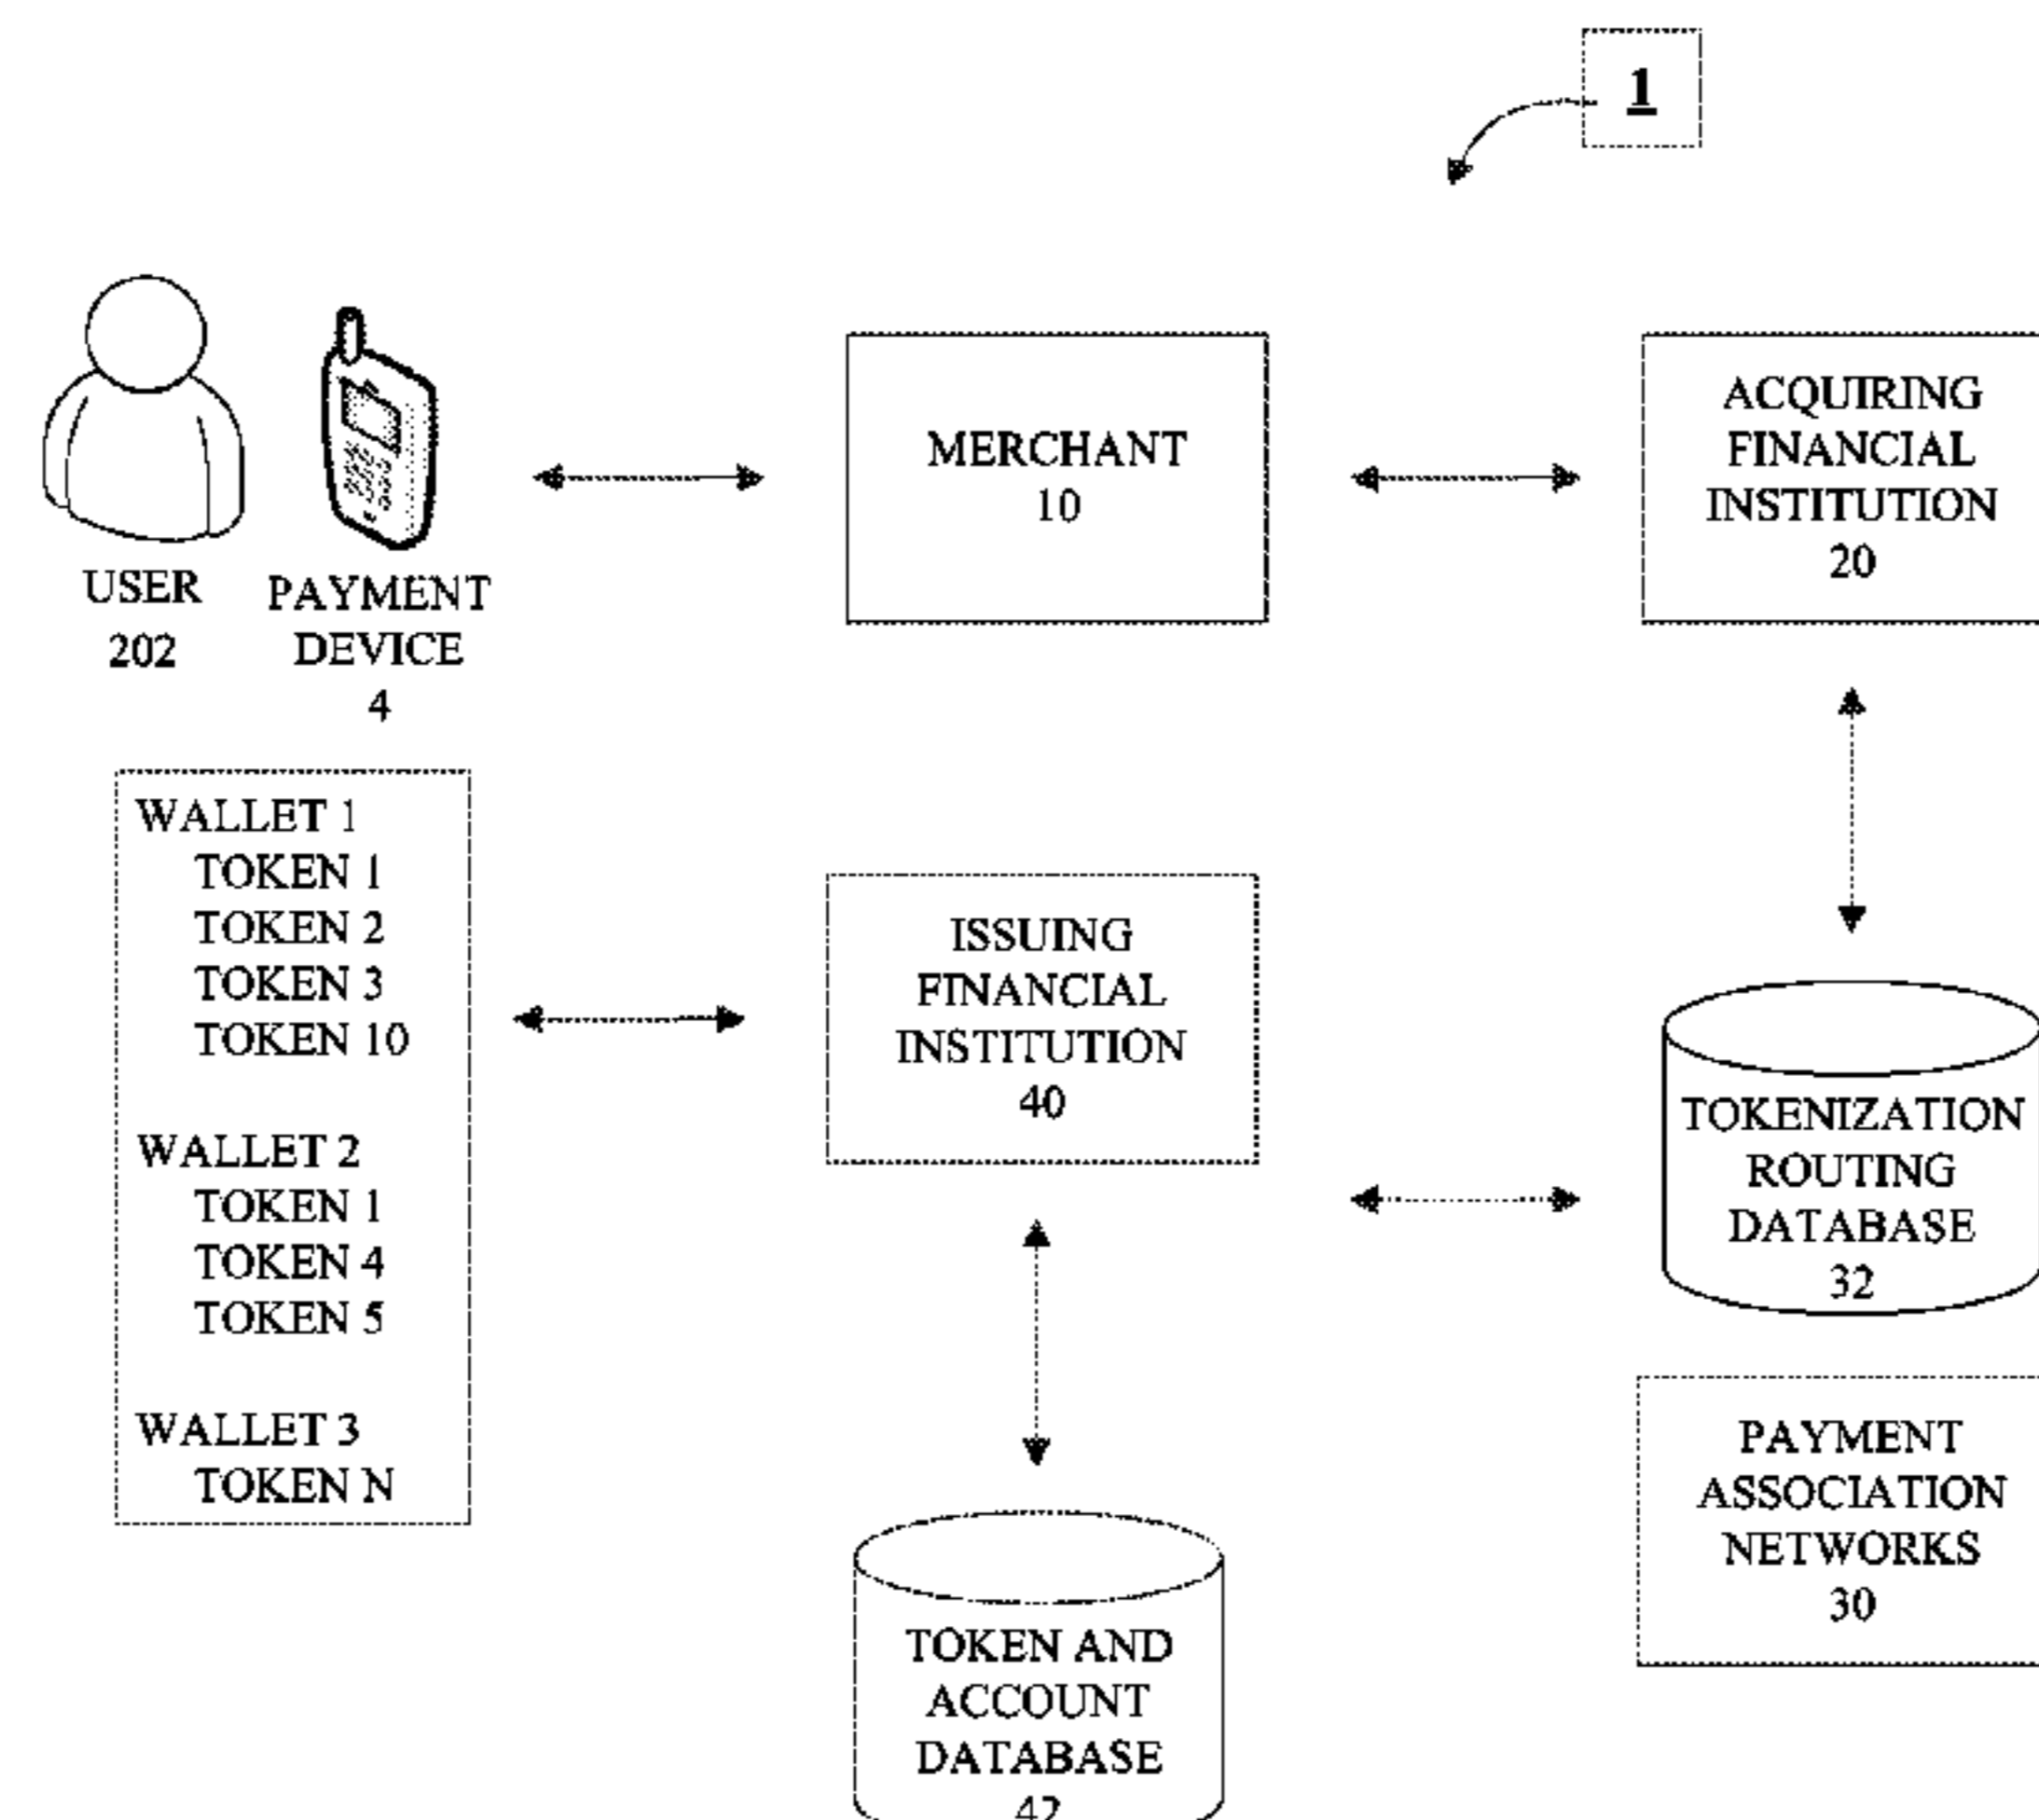 1
USER
202
PAYMENT
DEVICE
4
MERCHANT
10
ACQUIRING
FINANCIAL
INSTITUTION
20
WALLET 1
TOKEN 1
TOKEN 2
TOKEN 3
TOKEN 10
WALLET 2
TOKEN 1
TOKEN 4
TOKEN 5
WALLET 3
TOKEN N
ISSUING
FINANCIAL
INSTITUTION
40
TOKENIZATION
ROUTING
DATABASE
32
PAYMENT
ASSOCIATION
NETWORKS
30
TOKEN AND
ACCOUNT
DATABASE
42